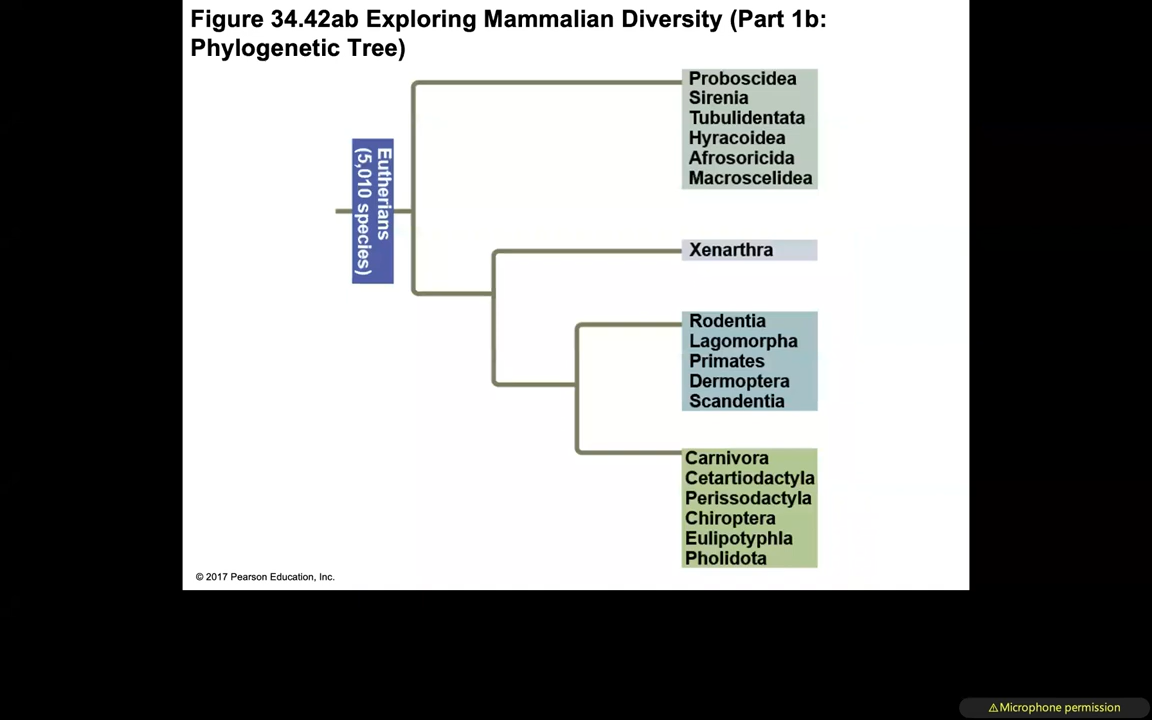 Figure 34.42ab Exploring Mammalian Diversity (Part 1b:
Phylogenetic Tree)
Eutherians
(5,010 species)
Proboscidea
Sirenia
Tubulidentata
Hyracoidea
Afrosoricida
Macroscelidea
Xenarthra
Rodentia
Lagomorpha
Primates
Dermoptera
Scandentia
Carnivora
Cetartiodactyla
Perissodactyla
Chiroptera
Eulipotyphla
Pholidota
© 2017 Pearson Education, Inc.
⚠Microphone permission